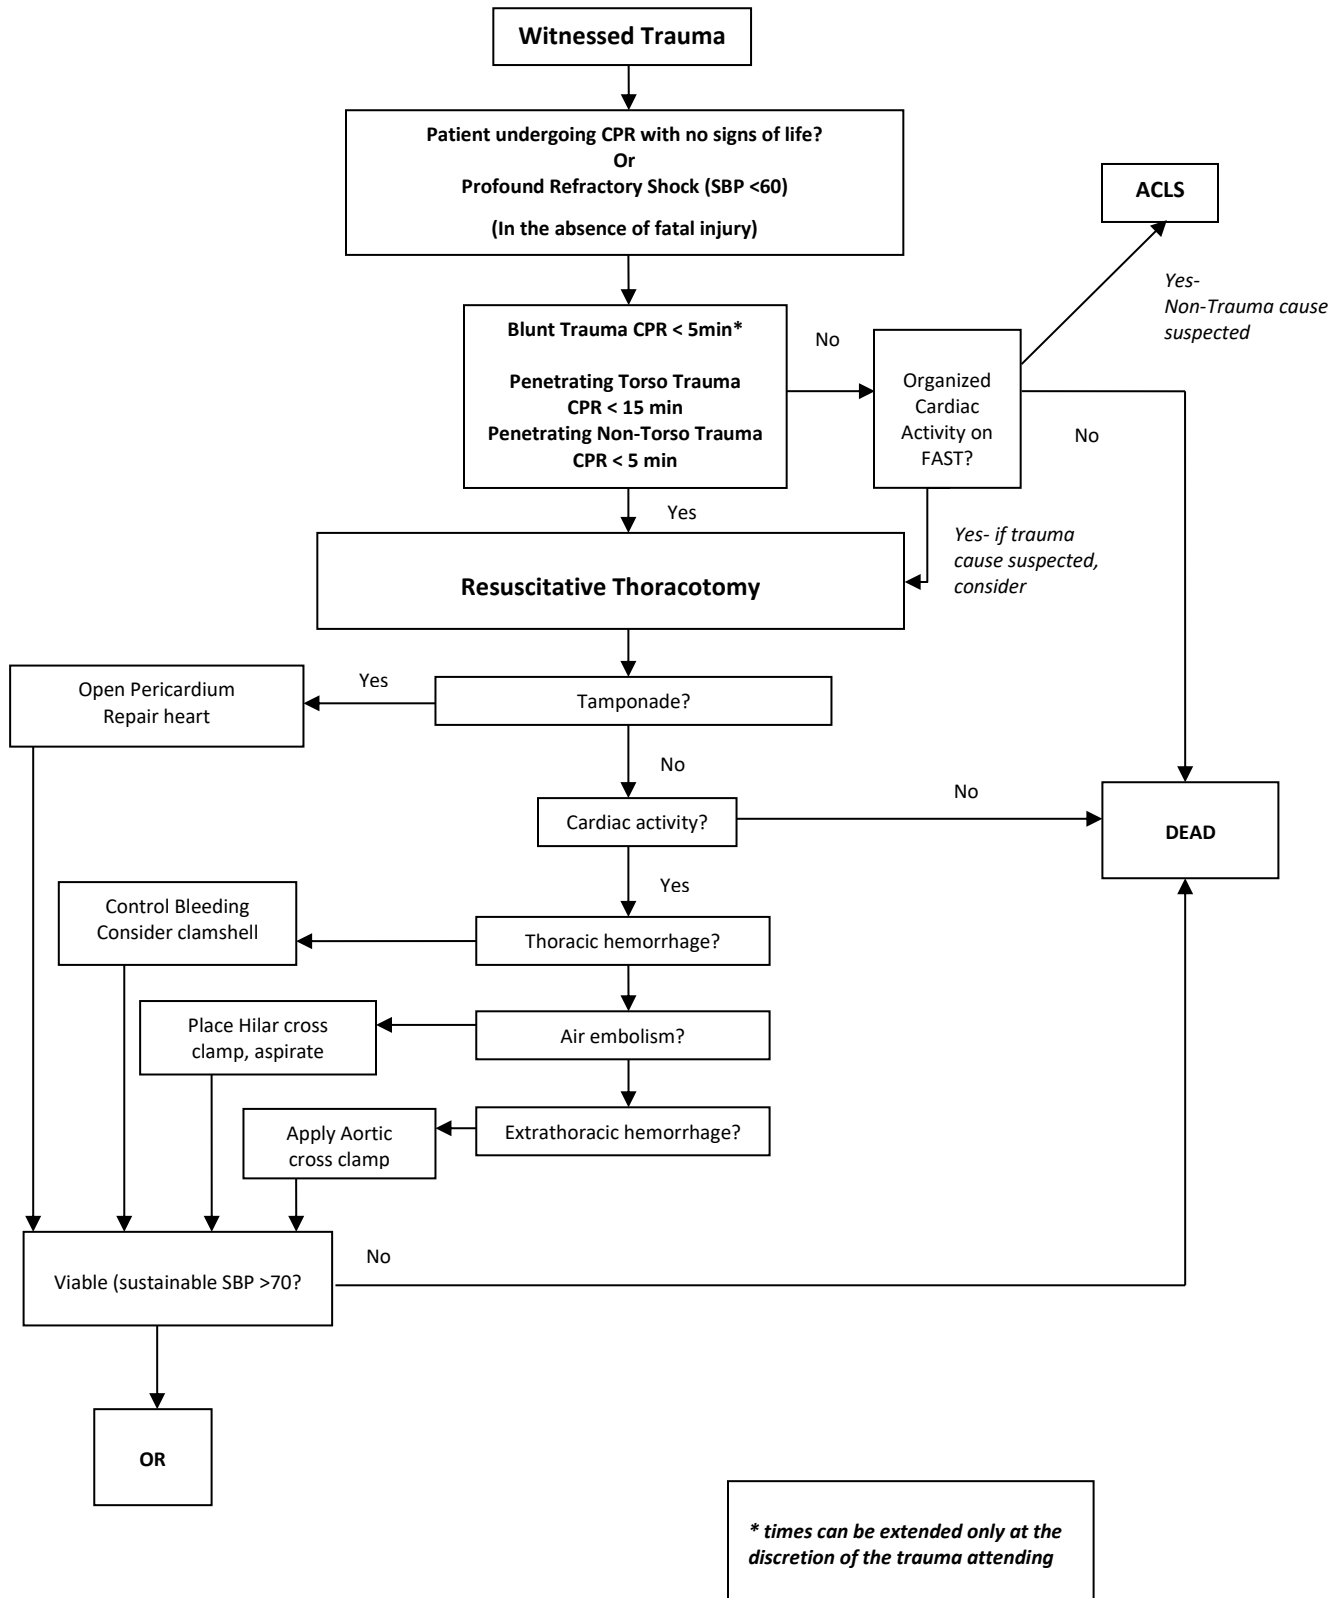 Witnessed Trauma
Patient undergoing CPR with no signs of life?
Or
Profound Refractory Shock (SBP <60)
(In the absence of fatal injury)
ACLS
Yes-
Non-Trauma cause
suspected
Blunt Trauma CPR < 5min*
Penetrating Torso Trauma
CPR < 15 min
Penetrating Non-Torso Trauma
CPR < 5 min
No
Organized
Cardiac
Activity on
FAST?
No
Yes
Yes- if trauma
cause suspected,
consider
Resuscitative Thoracotomy
Open Pericardium
Repair heart
Yes
Tamponade?
No
Cardiac activity?
No
DEAD
Yes
Control Bleeding
Consider clamshell
Thoracic hemorrhage?
Place Hilar cross
clamp, aspirate
Air embolism?
Apply Aortic
cross clamp
Extrathoracic hemorrhage?
Viable (sustainable SBP >70?
No
OR
* times can be extended only at the
discretion of the trauma attending